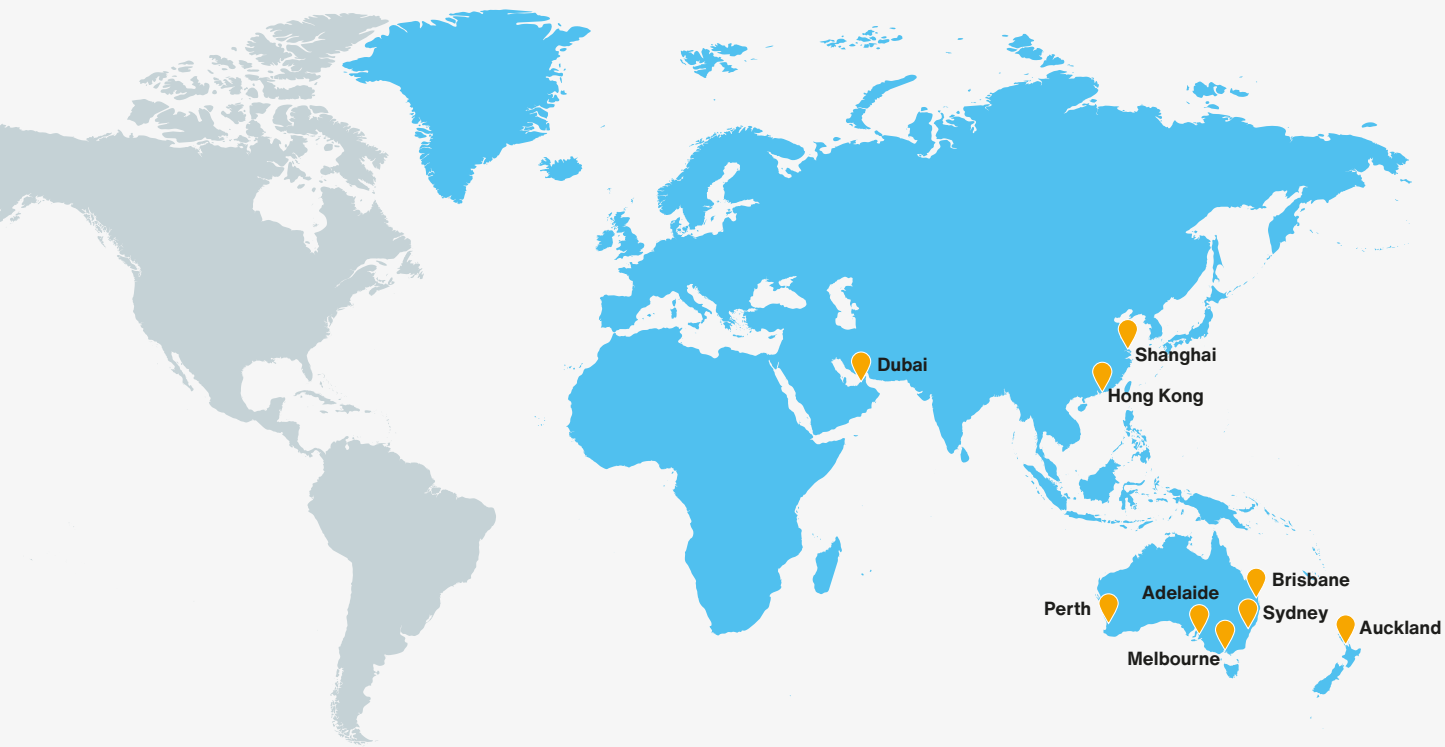 Shanghai
Dubai
Hong Kong
Brisbane
Adelaide
Perth
Sydney
Auckland
Melbourne